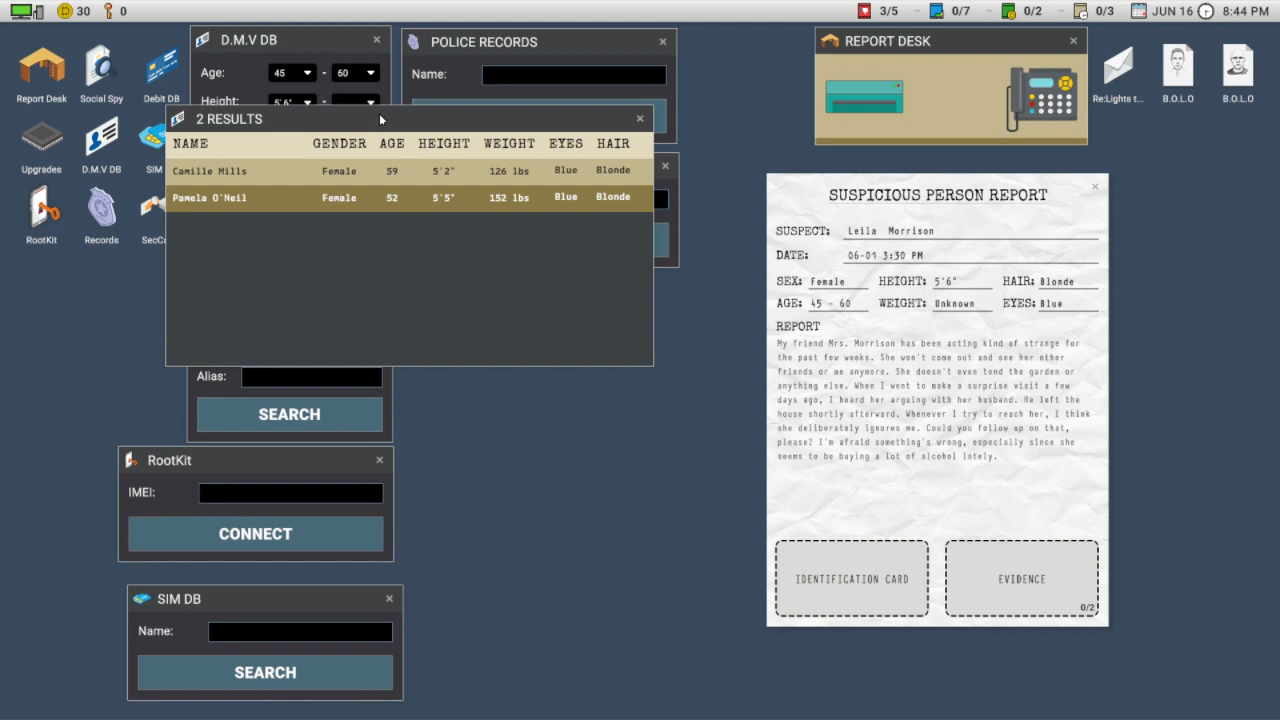 30 0 3/5 0/7 0/2 0/3 JUN 16 8:44 PM
Report Desk
Social Spy
Debit DB
Upgrades
D.M.V DB
SIM
RootKit
Records
SecCa
D.M.V DB
Age: 45 - 60
Height: 5'6" -
POLICE RECORDS
Name:
2 RESULTS
NAME GENDER AGE HEIGHT WEIGHT EYES HAIR
Camille Mills Female 59 5'2" 126 lbs Blue Blonde
Pamela O'Neil Female 52 5'5" 152 lbs Blue Blonde
Alias:
SEARCH
RootKit
IMEI:
CONNECT
SIM DB
Name:
SEARCH
REPORT DESK
Re:Lights t...
B.O.L.O
B.O.L.O
SUSPICIOUS PERSON REPORT
SUSPECT: Leila Morrison
DATE: 06-01 3:30 PM
SEX: Female HEIGHT: 5'6" HAIR: Blonde
AGE: 45 - 60 WEIGHT: Unknown EYES: Blue
REPORT
My friend Mrs. Morrison has been acting kind of strange for
the past few weeks. She won't come out and see her other
friends or me anymore. She doesn't even tend the garden or
anything else. When I went to make a surprise visit a few
days ago, I heard her arguing with her husband. He left the
house shortly afterward. Whenever I try to reach her, I think
she deliberately ignores me. Could you follow up on that,
please? I'm afraid something's wrong, especially since she
seems to be buying a lot of alcohol lately.
IDENTIFICATION CARD
EVIDENCE
0/2